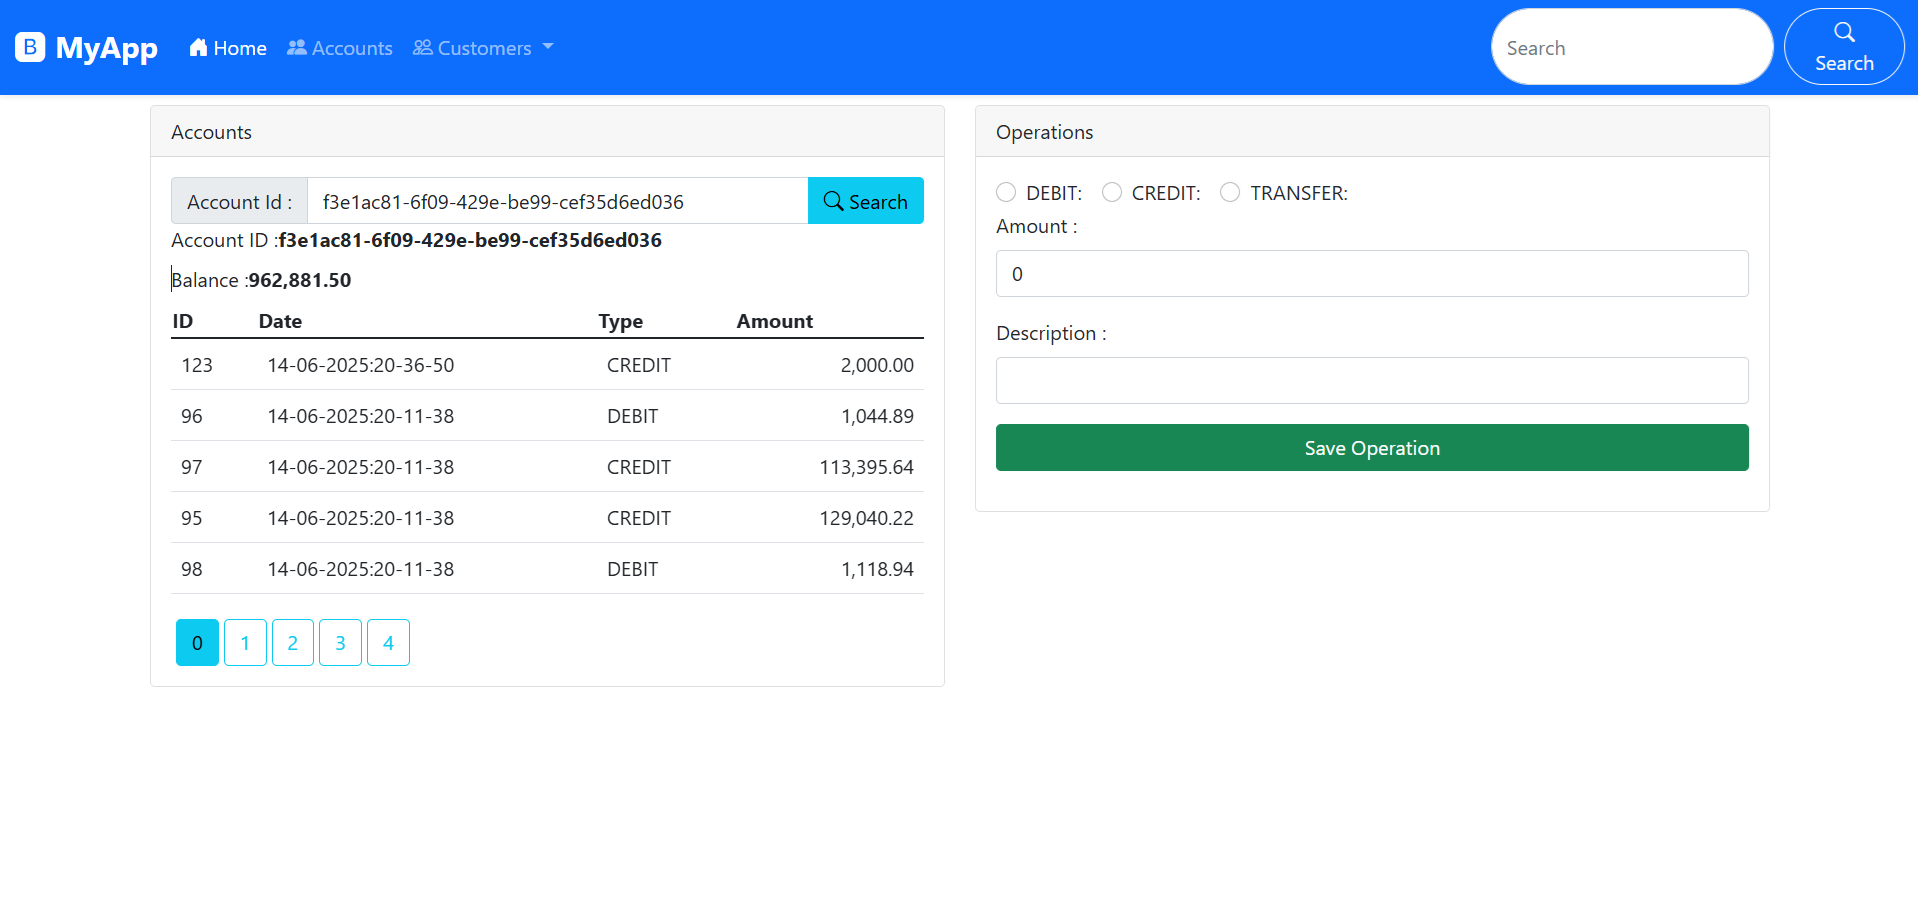 B MyApp Home Accounts Customers Search Search
Accounts
Account Id : f3e1ac81-6f09-429e-be99-cef35d6ed036 Search
Account ID :f3e1ac81-6f09-429e-be99-cef35d6ed036
Balance :962,881.50
ID Date Type Amount
123 14-06-2025:20-36-50 CREDIT 2,000.00
96 14-06-2025:20-11-38 DEBIT 1,044.89
97 14-06-2025:20-11-38 CREDIT 113,395.64
95 14-06-2025:20-11-38 CREDIT 129,040.22
98 14-06-2025:20-11-38 DEBIT 1,118.94
0 1 2 3 4
Operations
DEBIT: CREDIT: TRANSFER:
Amount :
0
Description :
Save Operation